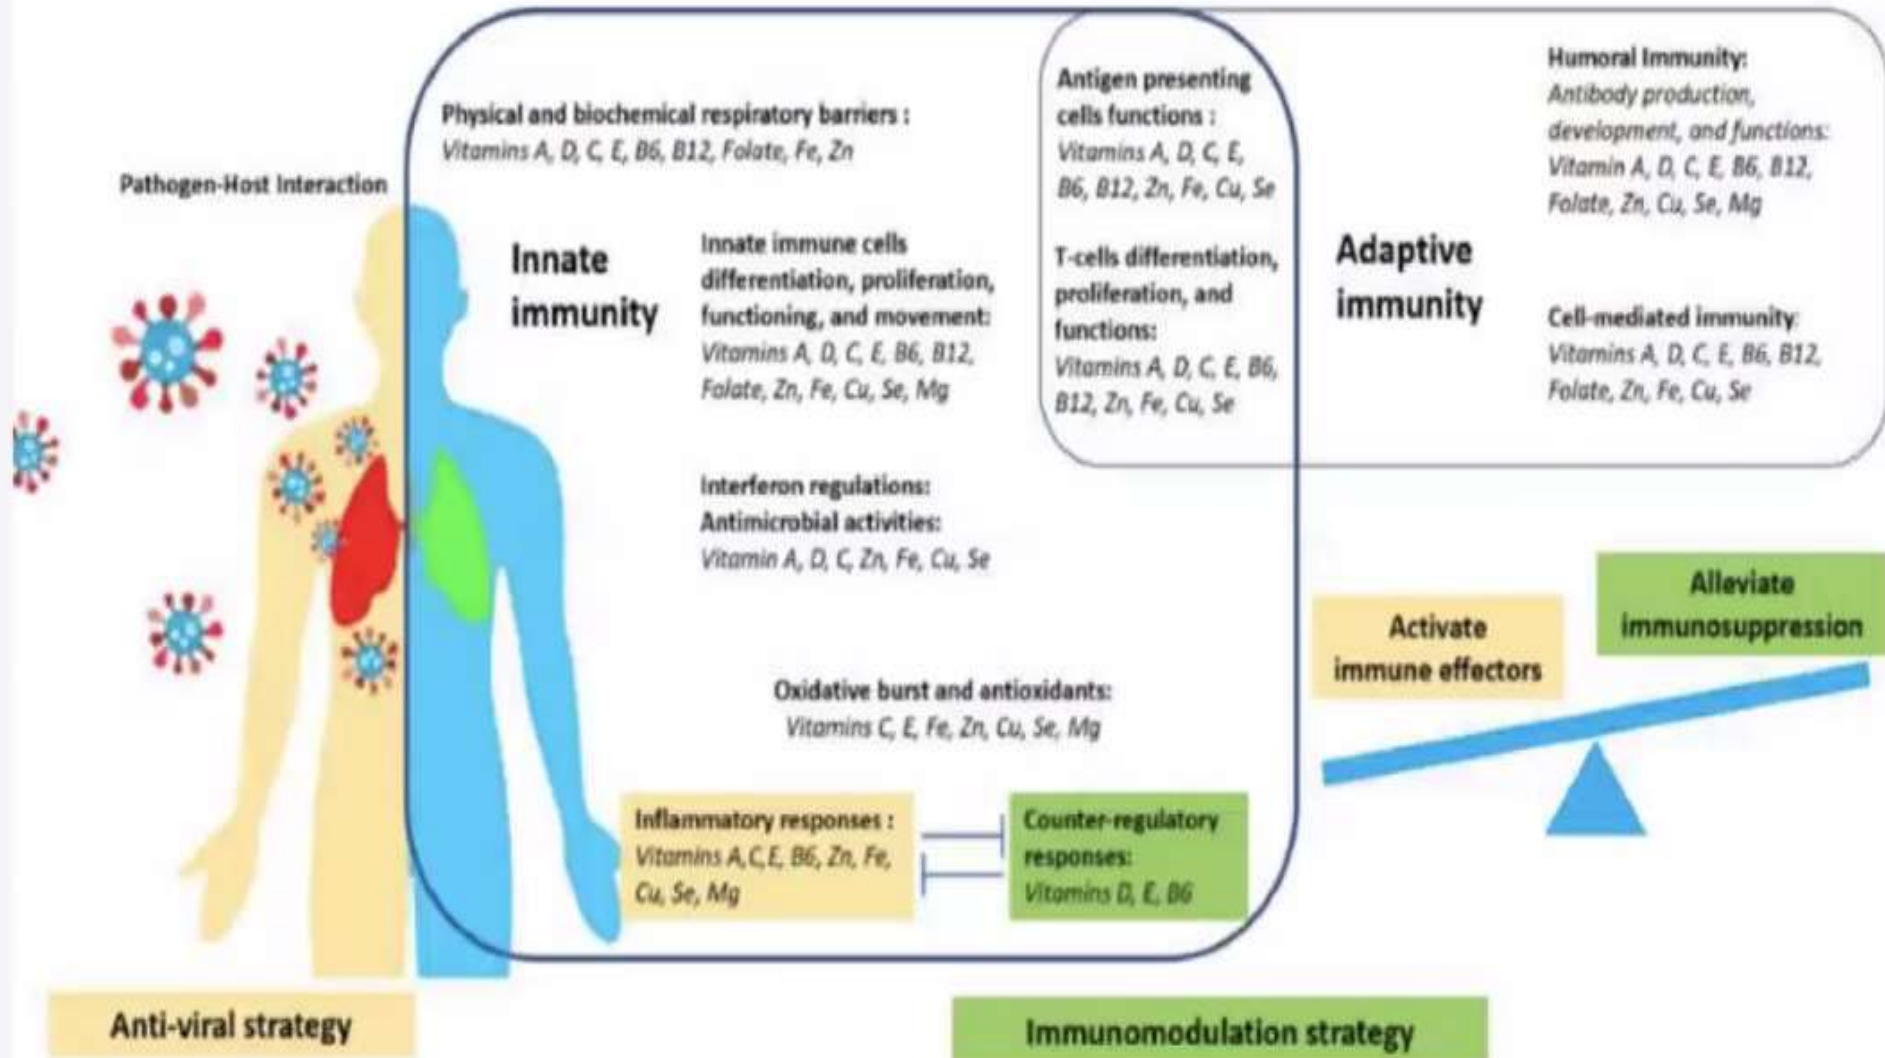 Pathogen-Host Interaction
Physical and biochemical respiratory barriers :
Vitamins A, D, C, E, B6, B12, Folate, Fe, Zn
Innate
immunity
Innate immune cells
differentiation, proliferation,
functioning, and movement:
Vitamins A, D, C, E, B6, B12,
Folate, Zn, Fe, Cu, Se, Mg
Interferon regulations:
Antimicrobial activities:
Vitamin A, D, C, Zn, Fe, Cu, Se
Oxidative burst and antioxidants:
Vitamins C, E, Fe, Zn, Cu, Se, Mg
Inflammatory responses :
Vitamins A,C,E, B6, Zn, Fe,
Cu, Se, Mg
Counter-regulatory
responses:
Vitamins D, E, B6
Antigen presenting
cells functions :
Vitamins A, D, C, E,
B6, B12, Zn, Fe, Cu, Se
T-cells differentiation,
proliferation, and
functions:
Vitamins A, D, C, E, B6,
B12, Zn, Fe, Cu, Se
Adaptive
immunity
Humoral Immunity:
Antibody production,
development, and functions:
Vitamin A, D, C, E, B6, B12,
Folate, Zn, Cu, Se, Mg
Cell-mediated immunity:
Vitamins A, D, C, E, B6, B12,
Folate, Zn, Fe, Cu, Se
Activate
immune effectors
Alleviate
immunosuppression
Anti-viral strategy
Immunomodulation strategy